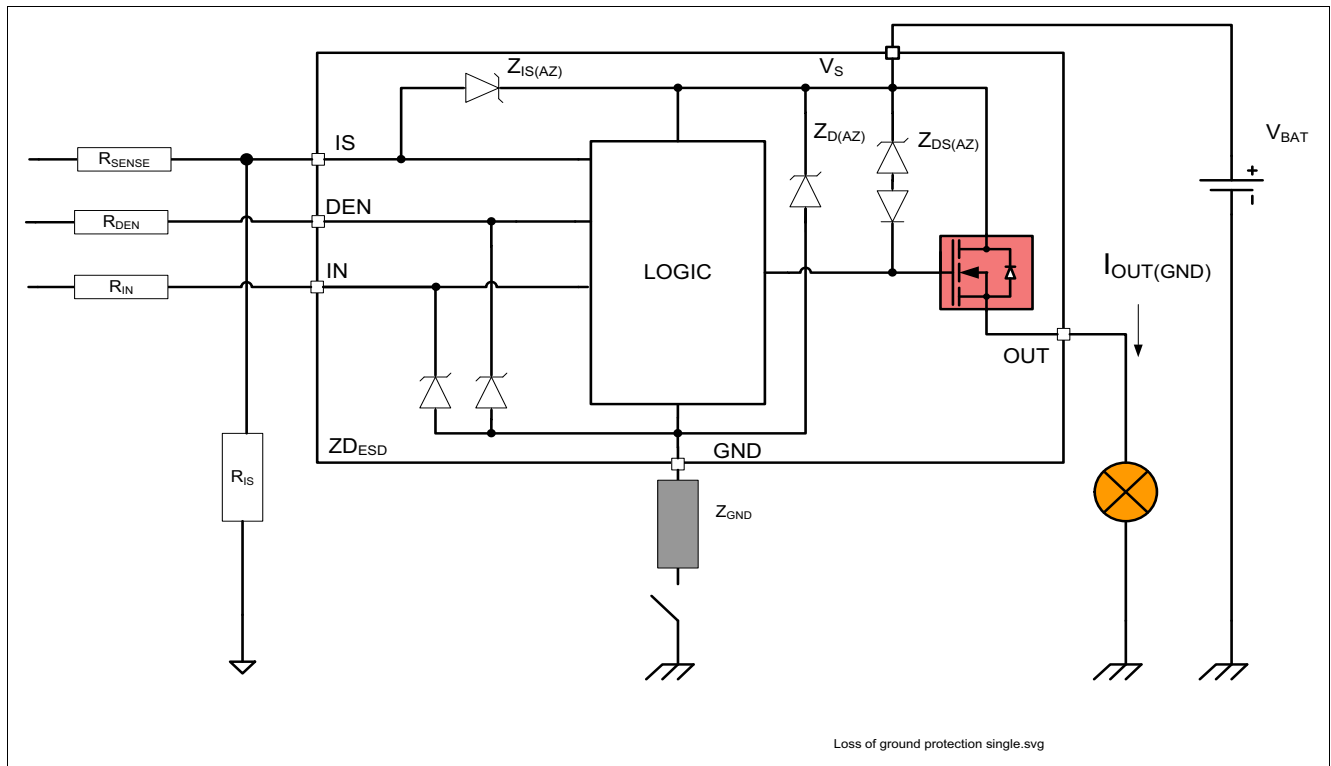 ZIS(AZ)
VS
ZD(AZ)
ZDS(AZ)
VBAT
+
-
IS
RSENSE
DEN
RDEN
IN
RIN
LOGIC
IOUT(GND)
OUT
ZDESD
GND
RIS
ZGND
Loss of ground protection single.svg